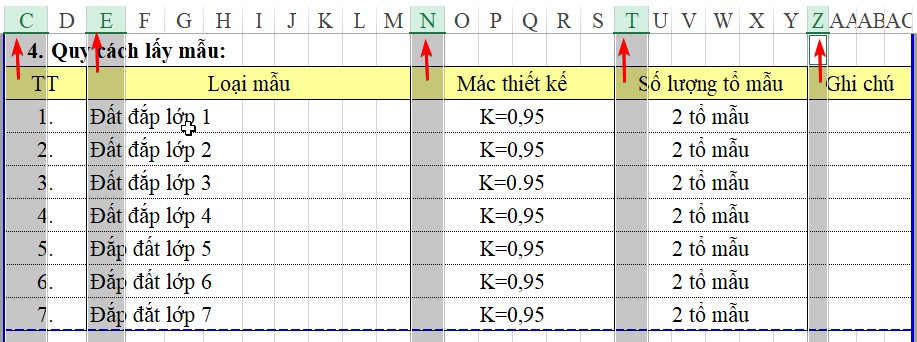 C D E F G H I J K L M N O P Q R S T U V W X Y Z AA AB AC
4. Quy cách lấy mẫu:
TT Loại mẫu Mác thiết kế Số lượng tổ mẫu Ghi chú
1. Đất đắp lớp 1 K=0,95 2 tổ mẫu
2. Đất đắp lớp 2 K=0,95 2 tổ mẫu
3. Đất đắp lớp 3 K=0.95 2 tổ mẫu
4. Đất đắp lớp 4 K=0,95 2 tổ mẫu
5. Đắp đất lớp 5 K=0,95 2 tổ mẫu
6. Đắp đất lớp 6 K=0,95 2 tổ mẫu
7. Đắp đắt lớp 7 K=0,95 2 tổ mẫu